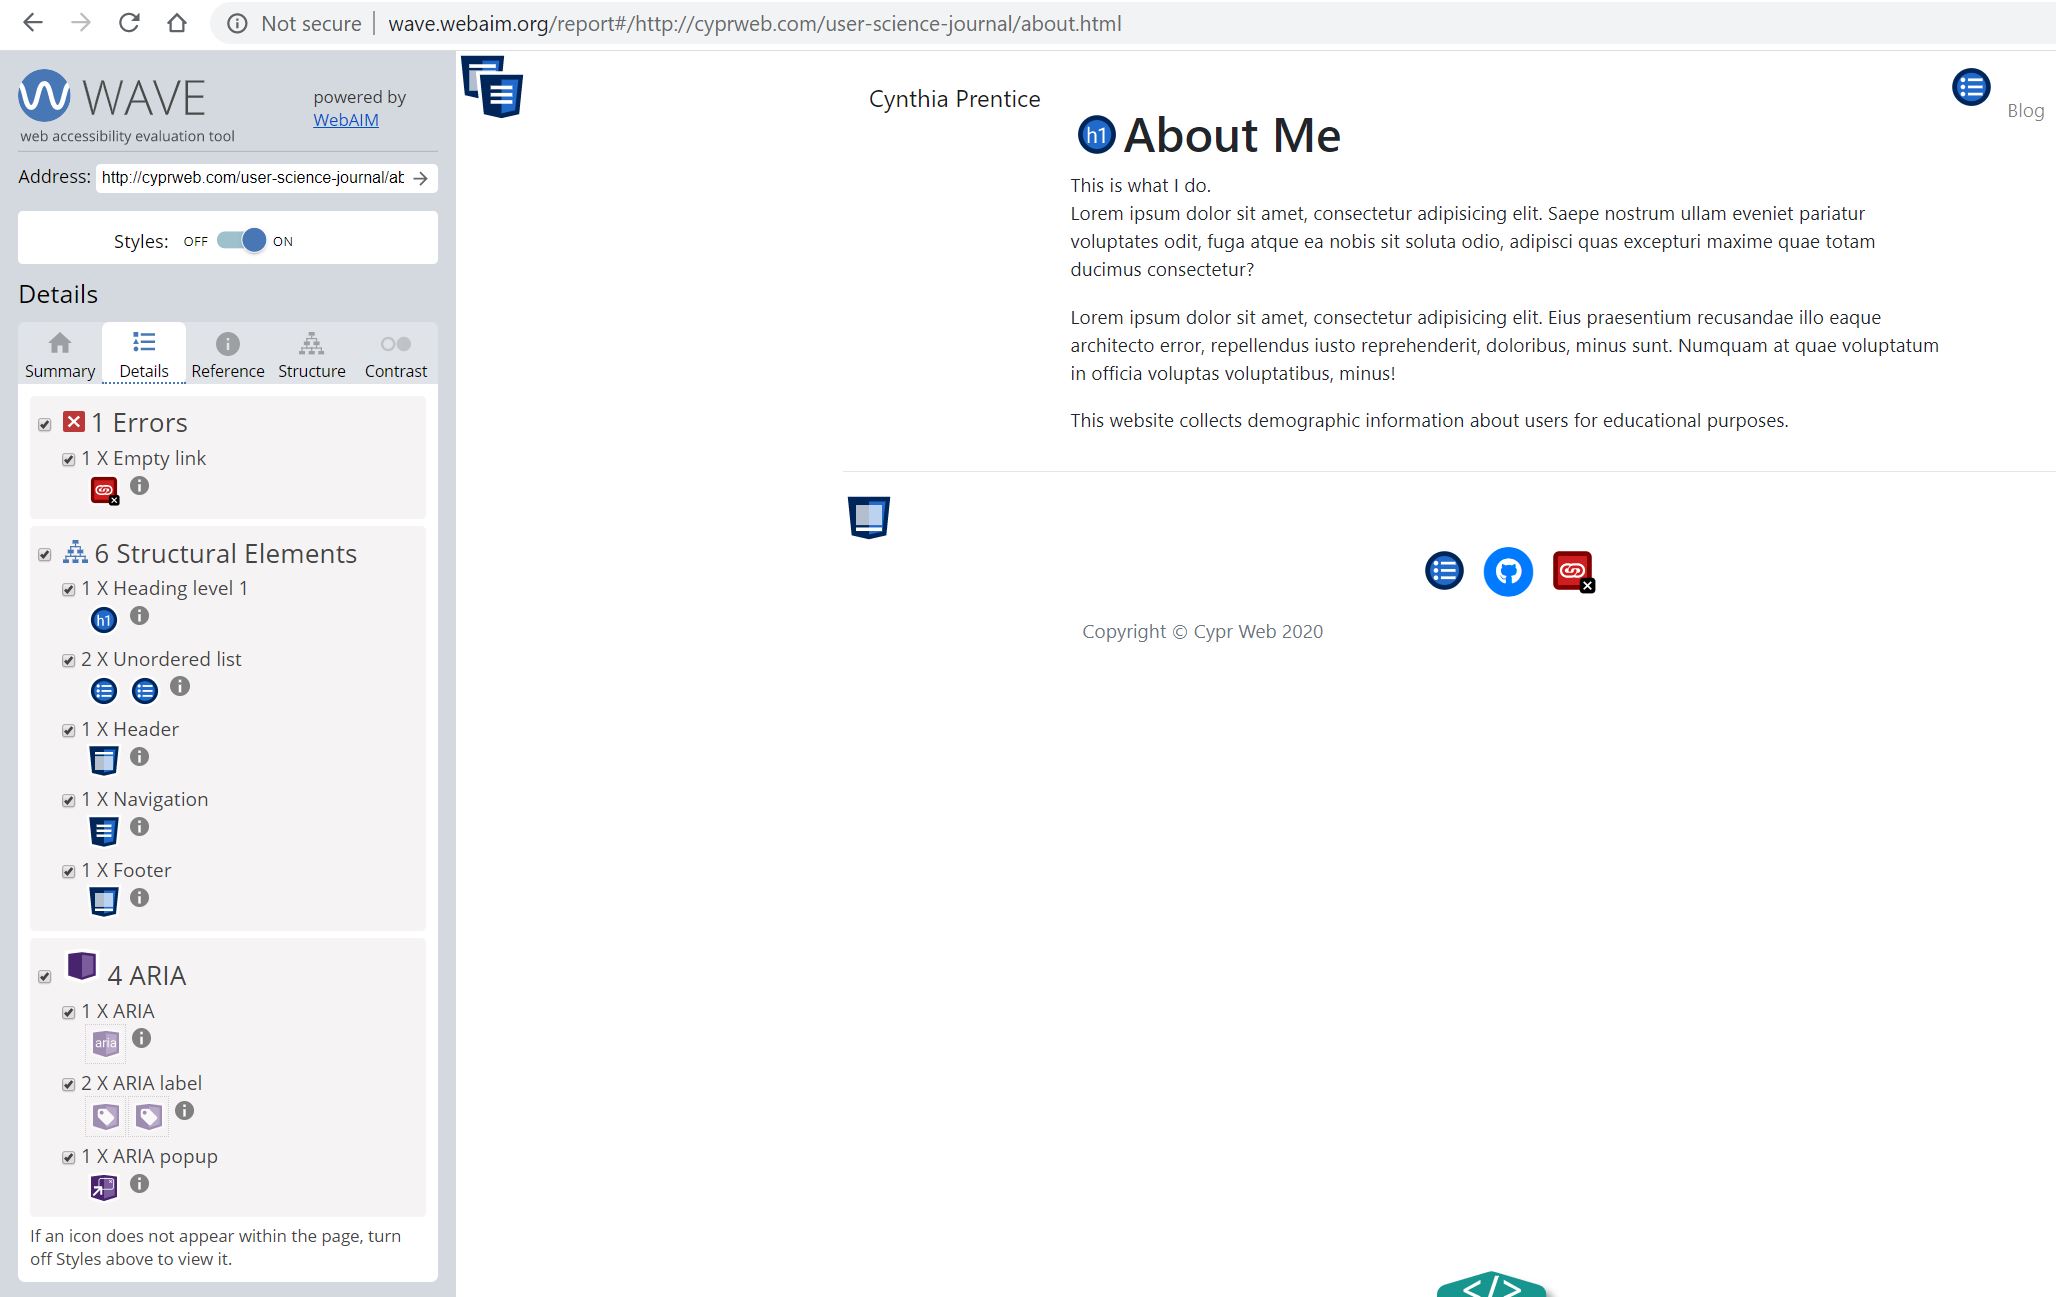 Not secure | wave.webaim.org/report#/http://cyprweb.com/user-science-journal/about.html
WAVE
web accessibility evaluation tool
powered by
WebAIM
Address: http://cyprweb.com/user-science-journal/ab
Styles: OFF ON
Details
Summary Details Reference Structure Contrast
1 Errors
1 X Empty link
6 Structural Elements
1 X Heading level 1
h1
2 X Unordered list
1 X Header
1 X Navigation
1 X Footer
4 ARIA
1 X ARIA
aria
2 X ARIA label
1 X ARIA popup
If an icon does not appear within the page, turn
off Styles above to view it.
Cynthia Prentice
Blog
h1 About Me
This is what I do.
Lorem ipsum dolor sit amet, consectetur adipisicing elit. Saepe nostrum ullam eveniet pariatur
voluptates odit, fuga atque ea nobis sit soluta odio, adipisci quas excepturi maxime quae totam
ducimus consectetur?
Lorem ipsum dolor sit amet, consectetur adipisicing elit. Eius praesentium recusandae illo eaque
architecto error, repellendus iusto reprehenderit, doloribus, minus sunt. Numquam at quae voluptatum
in officia voluptas voluptatibus, minus!
This website collects demographic information about users for educational purposes.
Copyright © Cypr Web 2020
</>